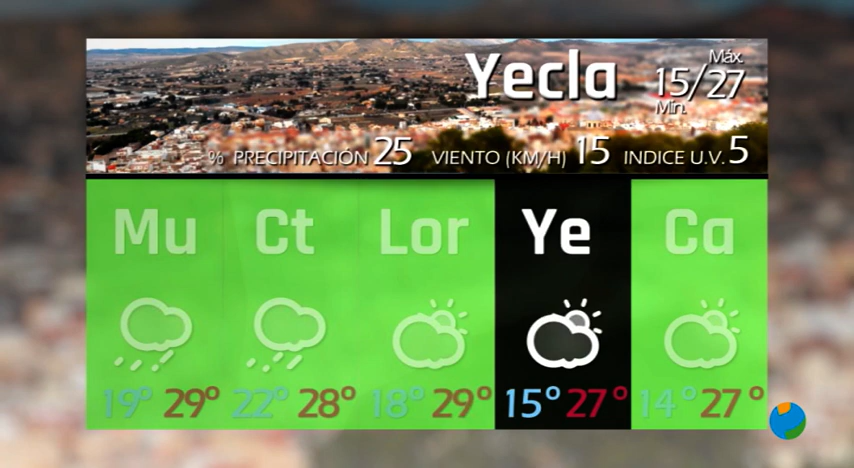 Yecla
Máx.
15/27
Mín.
% PRECIPITACIÓN 25 VIENTO (KM/H) 15 INDICE U.V. 5
Mu Ct Lor Ye Ca
19° 29° 22° 28° 18° 29° 15° 27° 14° 27°